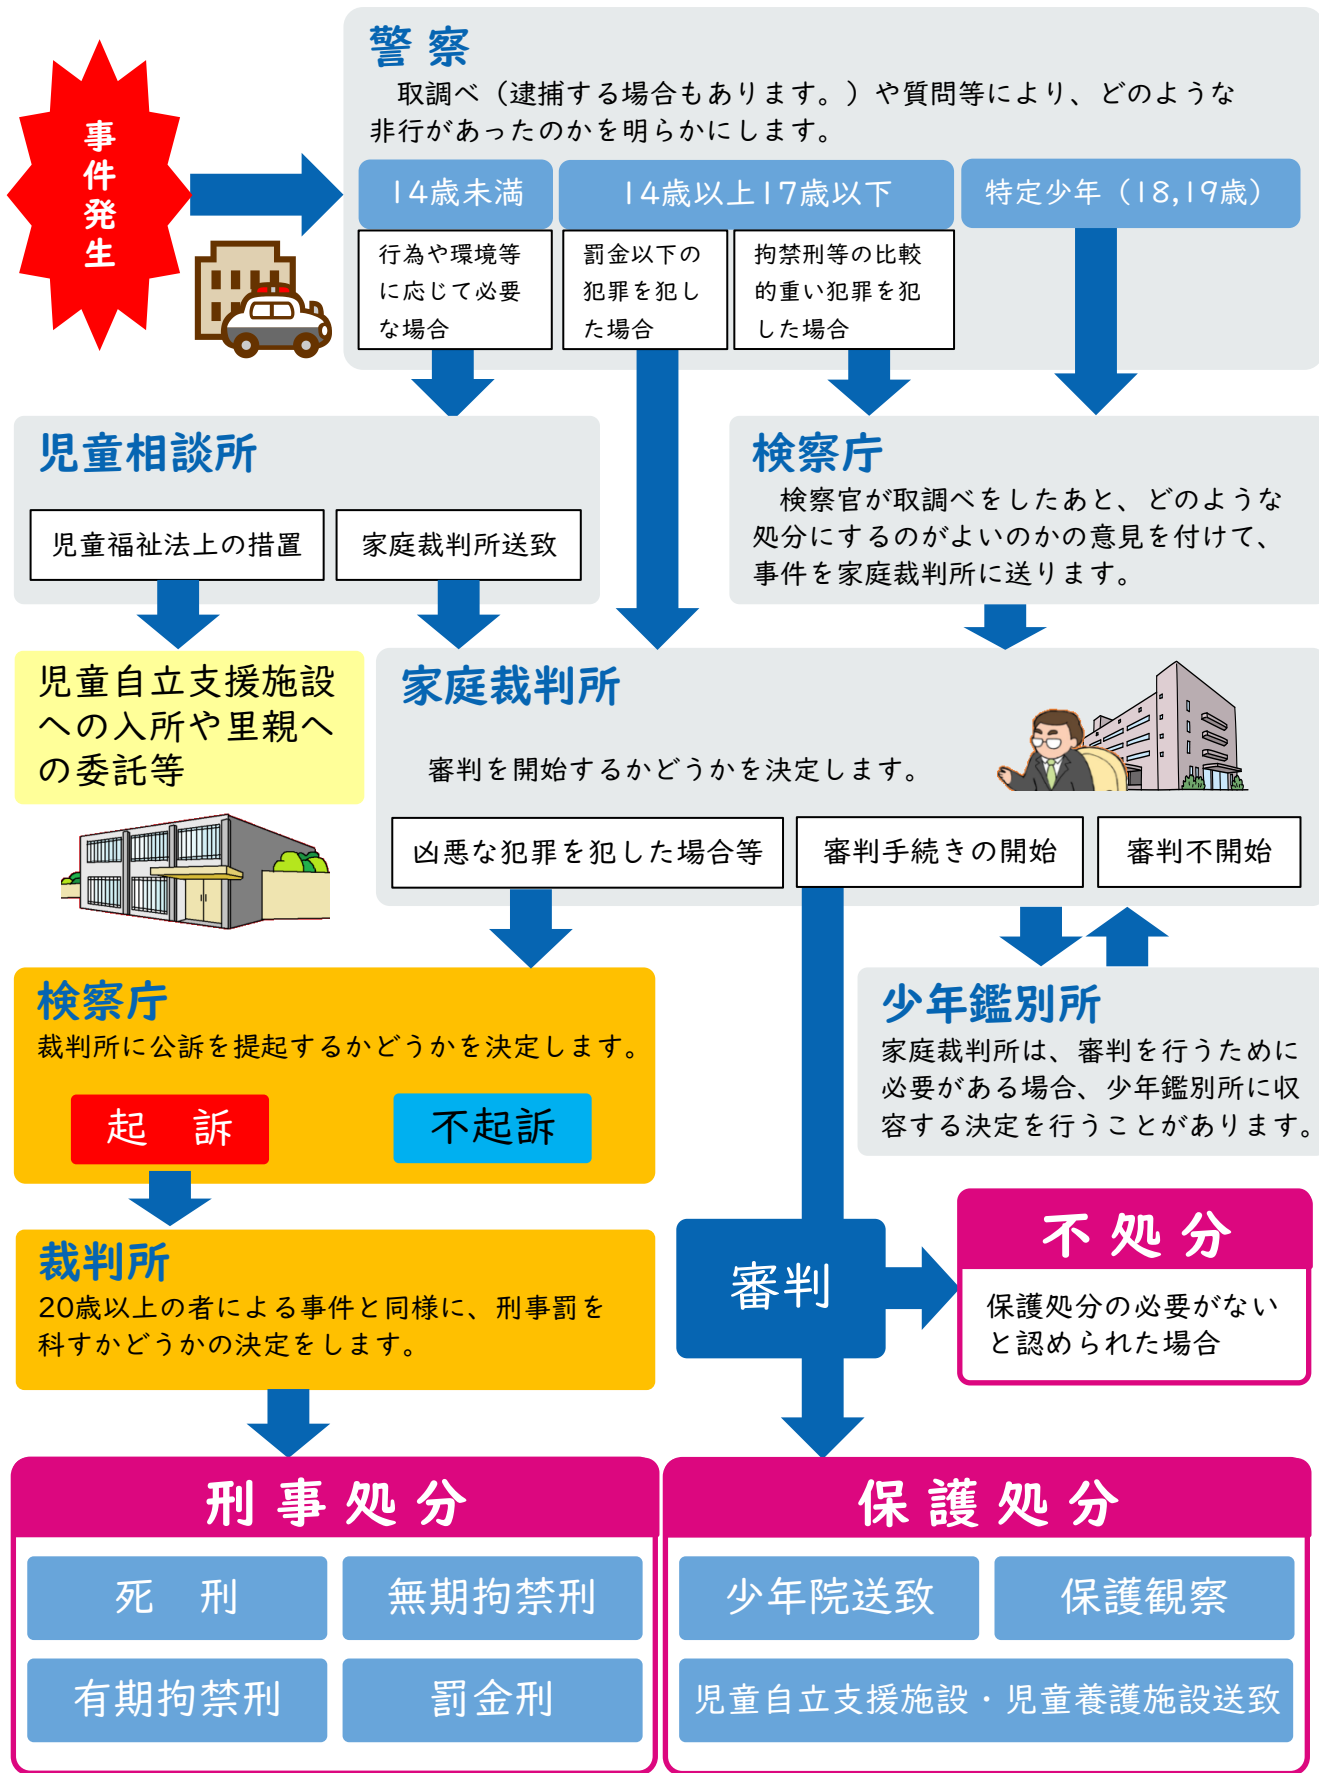 事件発生
警 察
取調べ（逮捕する場合もあります。）や質問等により、どのような
非行があったのかを明らかにします。
14歳未満
14歳以上17歳以下
特定少年（18,19歳）
行為や環境等
に応じて必要
な場合
罰金以下の
犯罪を犯し
た場合
拘禁刑等の比較
的重い犯罪を犯
した場合
児童相談所
児童福祉法上の措置
家庭裁判所送致
検察庁
検察官が取調べをしたあと、どのような
処分にするのがよいのかの意見を付けて、
事件を家庭裁判所に送ります。
児童自立支援施設
への入所や里親へ
の委託等
家庭裁判所
審判を開始するかどうかを決定します。
凶悪な犯罪を犯した場合等
審判手続きの開始
審判不開始
検察庁
裁判所に公訴を提起するかどうかを決定します。
起 訴
不起訴
少年鑑別所
家庭裁判所は、審判を行うために
必要がある場合、少年鑑別所に収
容する決定を行うことがあります。
裁判所
20歳以上の者による事件と同様に、刑事罰を
科すかどうかの決定をします。
審判
不処分
保護処分の必要がない
と認められた場合
刑事処分
死 刑
無期拘禁刑
有期拘禁刑
罰金刑
保護処分
少年院送致
保護観察
児童自立支援施設・児童養護施設送致